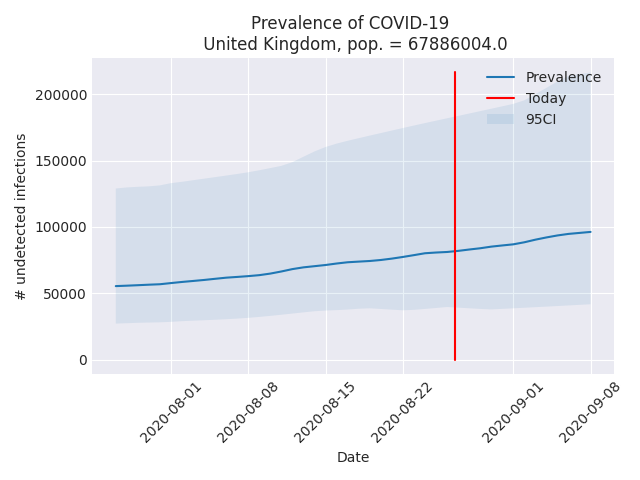 Prevalence of COVID-19
United Kingdom, pop. = 67886004.0
Prevalence
Today
95CI
# undetected infections
200000
150000
100000
50000
0
2020-08-01
2020-08-08
2020-08-15
2020-08-22
2020-09-01
2020-09-08
Date